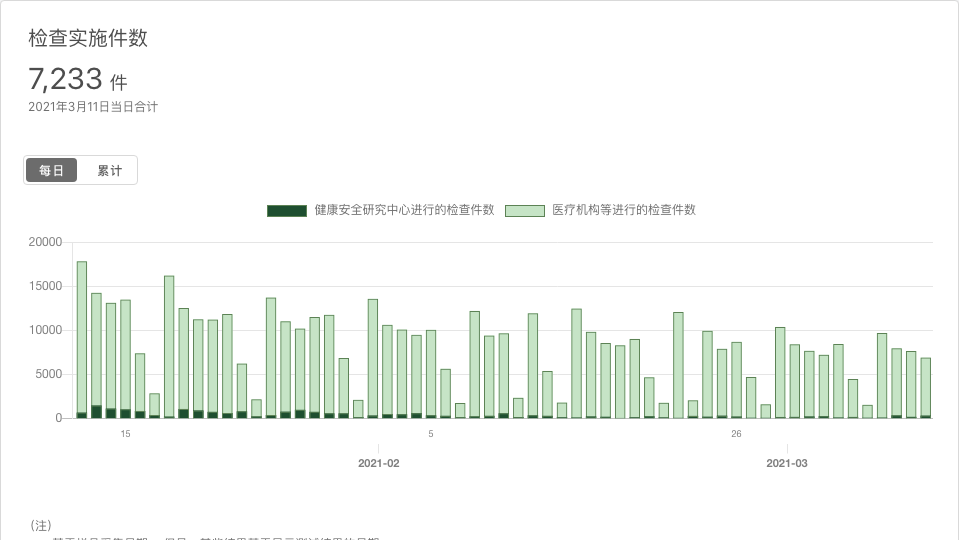 检查实施件数
7,233 件
2021年3月11日当日合计
每日 累计
健康安全研究中心进行的检查件数 医疗机构等进行的检查件数
20000
15000
10000
5000
0
15 5 26
2021-02 2021-03
(注)